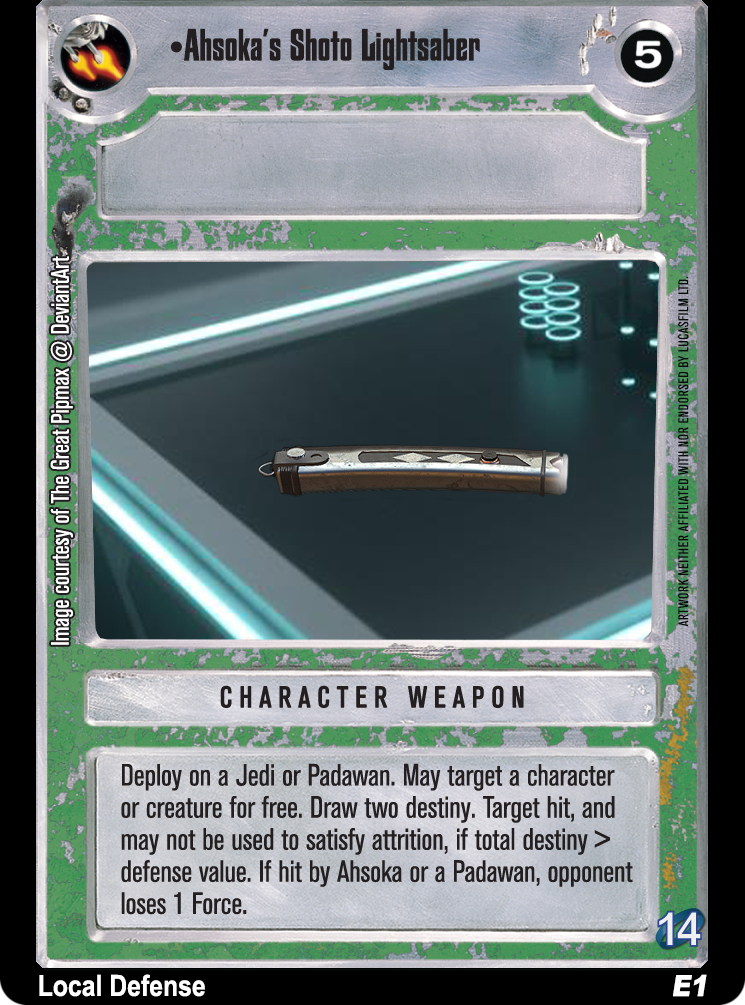 •Ahsoka's Shoto Lightsaber
5
Image courtesy of The Great Pipmax @ DeviantArt
ARTWORK NEITHER AFFILIATED WITH NOR ENDORSED BY LUCASFILM LTD.
CHARACTER WEAPON
Deploy on a Jedi or Padawan. May target a character
or creature for free. Draw two destiny. Target hit, and
may not be used to satisfy attrition, if total destiny >
defense value. If hit by Ahsoka or a Padawan, opponent
loses 1 Force.
14
Local Defense
E1